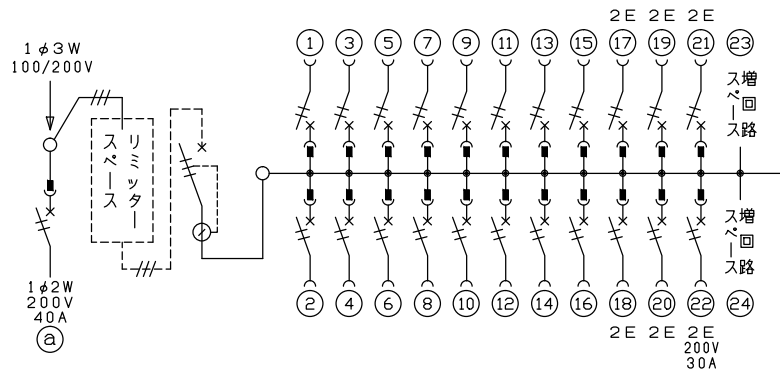 2E 2E 2E
1φ3W
100/200V
1 3 5 7 9 11 13 15 17 19 21 23
増回路
スペース
リミッター
スペース
増回路
スペース
1φ2W
200V
40A
a
2 4 6 8 10 12 14 16 18 20 22 24
2E 2E 2E
200V
30A